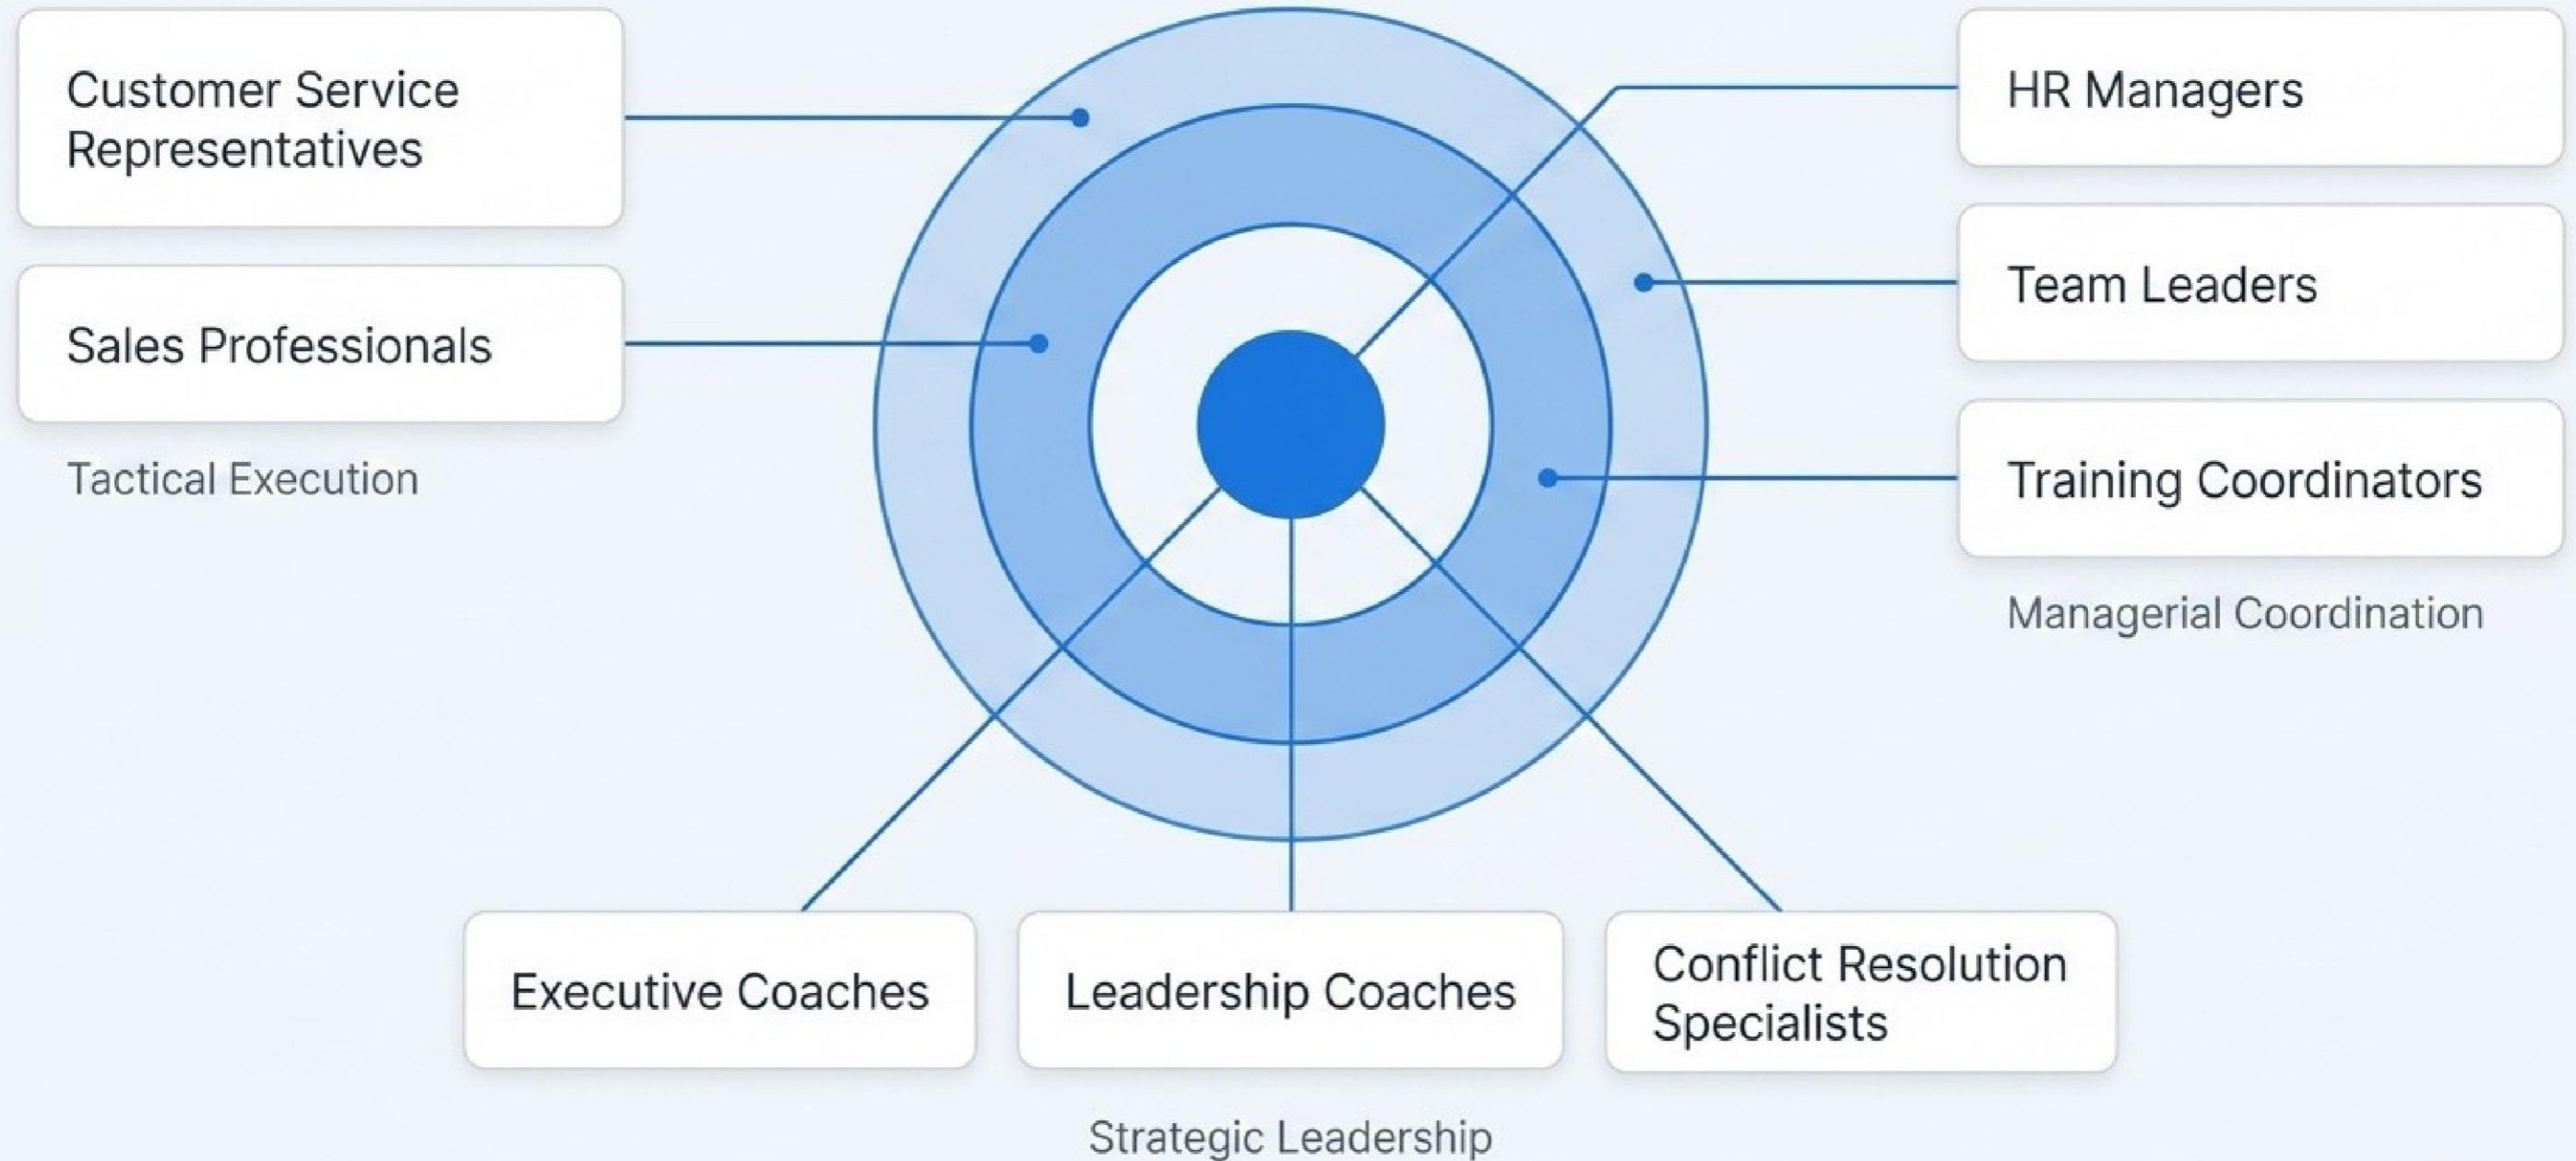 Customer Service
Representatives
Sales Professionals
Tactical Execution
HR Managers
Team Leaders
Training Coordinators
Managerial Coordination
Executive Coaches
Leadership Coaches
Conflict Resolution
Specialists
Strategic Leadership